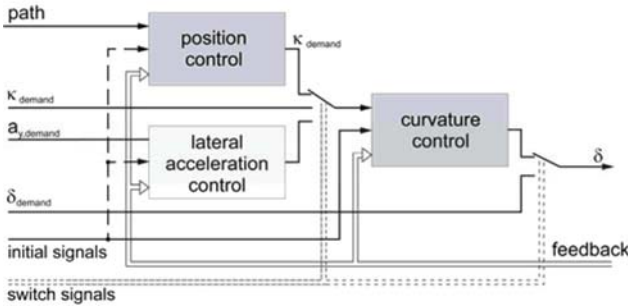 path
position
control
κ demand
κ demand
a y,demand
lateral
acceleration
control
curvature
control
δ
δ demand
initial signals
feedback
switch signals